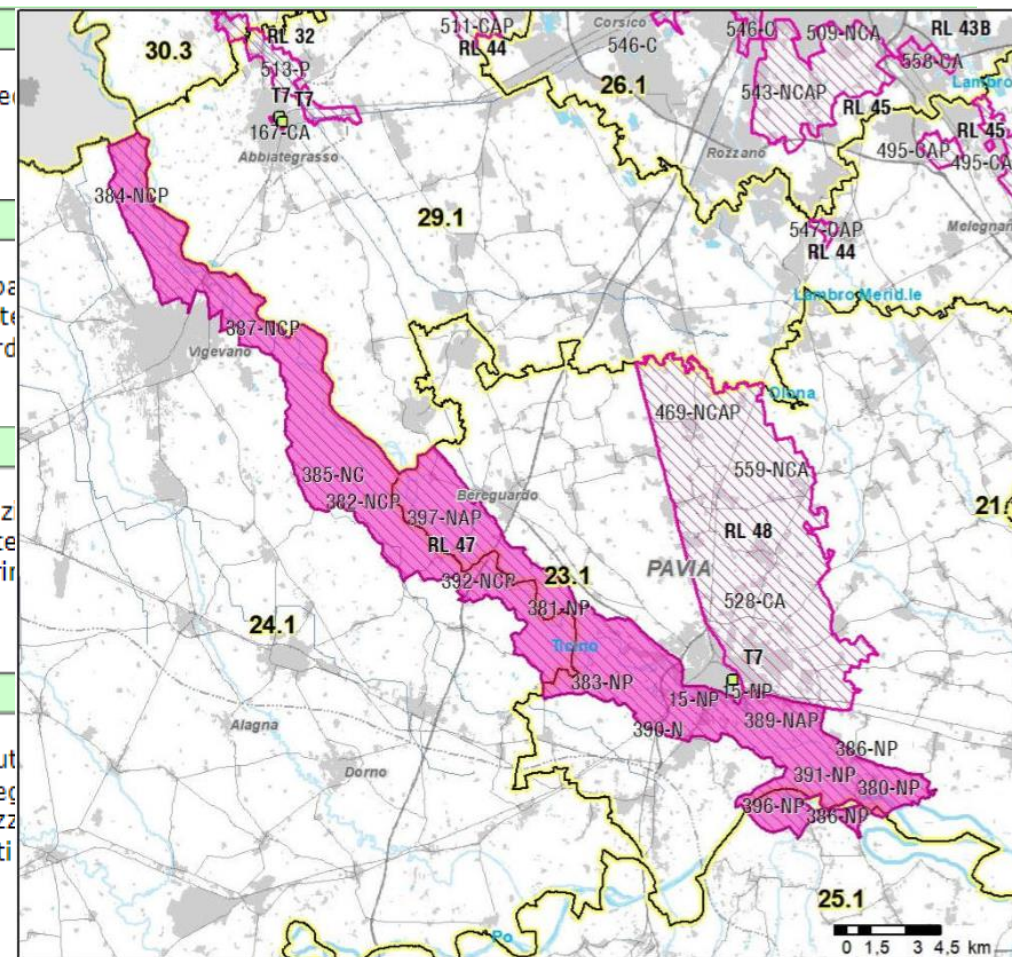 511-CAP
Corsico
546-C
509-NCA
RL 43B
30.3
RL 32
RL 44
546-C
558-CA
513-P
26.1
543-NCAP
Lambro
T7
T7
RL 45
RL 45
167-CA
Abbiategrasso
Rozzano
495-CAP
495-CA
384-NCP
29.1
547-CAP
Melegnan
RL 44
Lambro Merid.le
387-NCP
Vigevano
Olona
469-NCAP
559-NCA
385-NC
382-NCP
Bereguardo
397-NAP
21.
RL 48
RL 47
PAVIA
392-NCP
23.1
381-NP
528-CA
24.1
Ticino
T7
383-NP
15-NP
15-NP
390-N
389-NAP
Alagna
386-NP
Dorno
391-NP
380-NP
396-NP
386-NP
25.1
Po
0 1,5 3 4,5 km